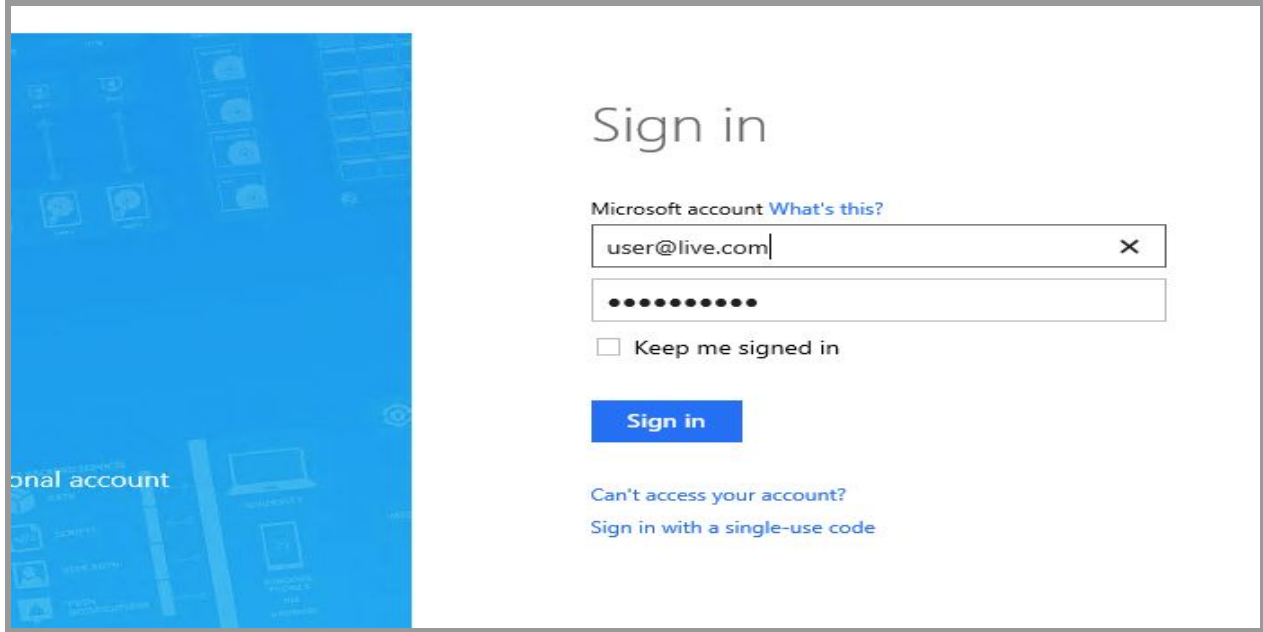 Sign in
Microsoft account What's this?
user@live.com
••••••••••
Keep me signed in
Sign in
onal account
Can't access your account?
Sign in with a single-use code
SCRIPTS